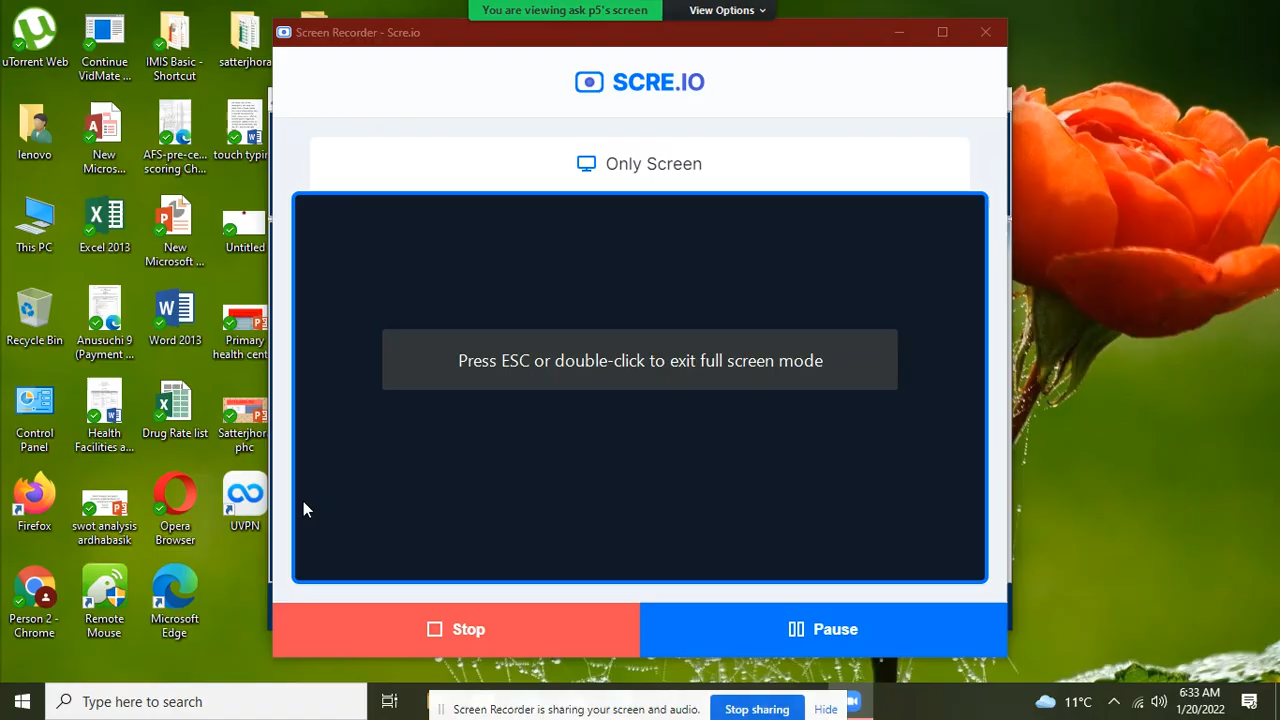 You are viewing ask p5's screen
View Options
Screen Recorder - Scre.io
SCRE.IO
Only Screen
Press ESC or double-click to exit full screen mode
Stop
Pause
uTorrent Web
Continue
VidMate ...
IMIS Basic -
Shortcut
satterjhora
lenovo
New
Micros...
AFS-pre-ce...
scoring Ch...
touch typin
This PC
Excel 2013
New
Microsoft ...
Untitled
Recycle Bin
Anusuchi 9
(Payment ...
Word 2013
Primary
health cent
Control
Panel
Health
Facilities a...
Drug Rate list
Satterjhor
phc
Firefox
swot analysis
ardhabasik
Opera
Browser
UVPN
Person 2 -
Chrome
Remote
Mouse
Microsoft
Edge
Type here to search
Screen Recorder is sharing your screen and audio.
Stop sharing
Hide
11°C
6:33 AM
1/20/2022